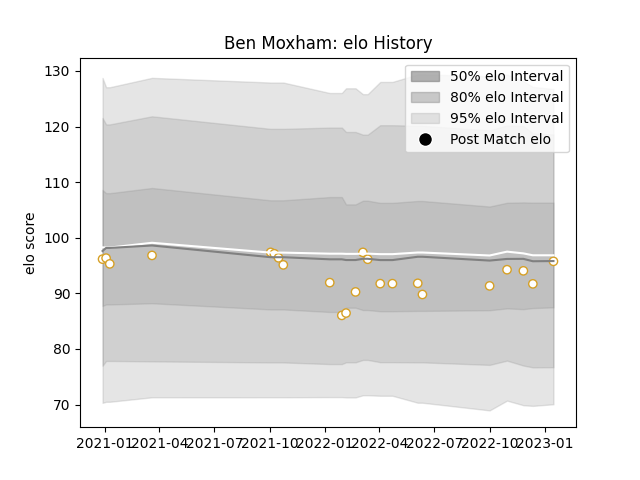 Ben Moxham: elo History
130
120
110
100
90
80
70
elo score
50% elo Interval
80% elo Interval
95% elo Interval
Post Match elo
2021-01 2021-04 2021-07 2021-10 2022-01 2022-04 2022-07 2022-10 2023-01